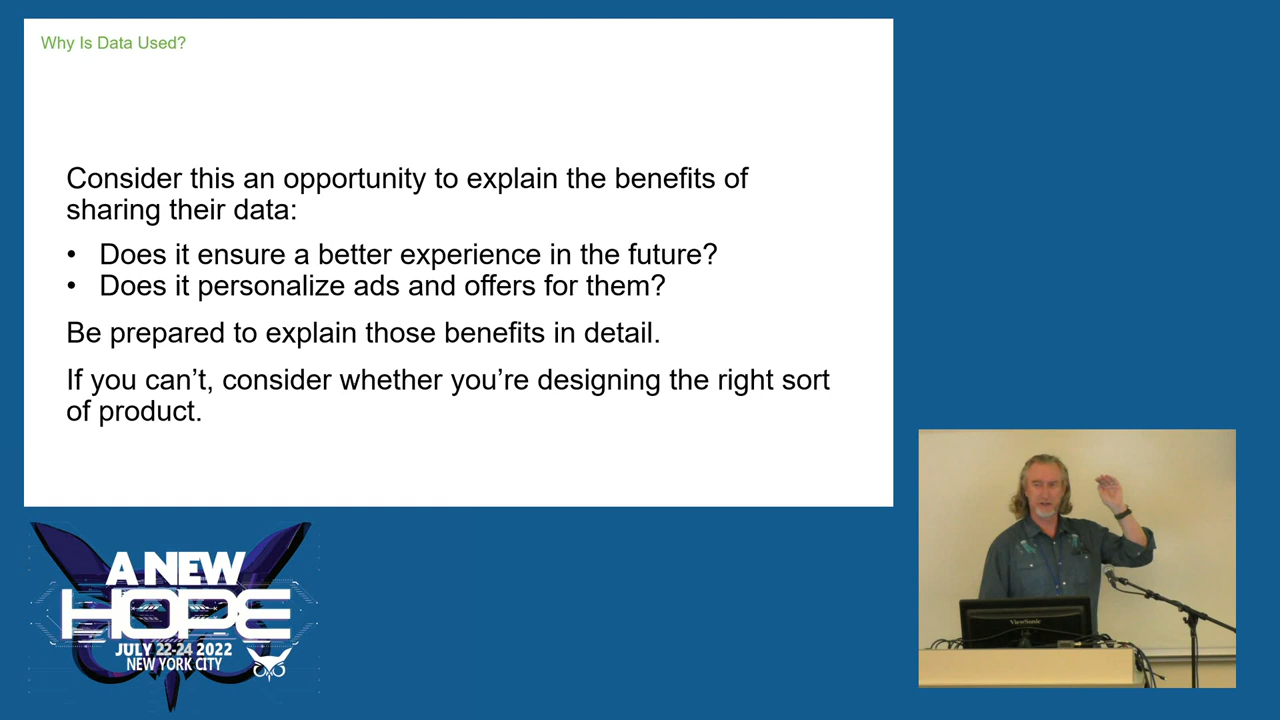 Why Is Data Used?
Consider this an opportunity to explain the benefits of
sharing their data:
• Does it ensure a better experience in the future?
• Does it personalize ads and offers for them?
Be prepared to explain those benefits in detail.
If you can't, consider whether you're designing the right sort
of product.
A NEW
HOPE
JULY 22-24 2022
NEW YORK CITY
ViewSonic